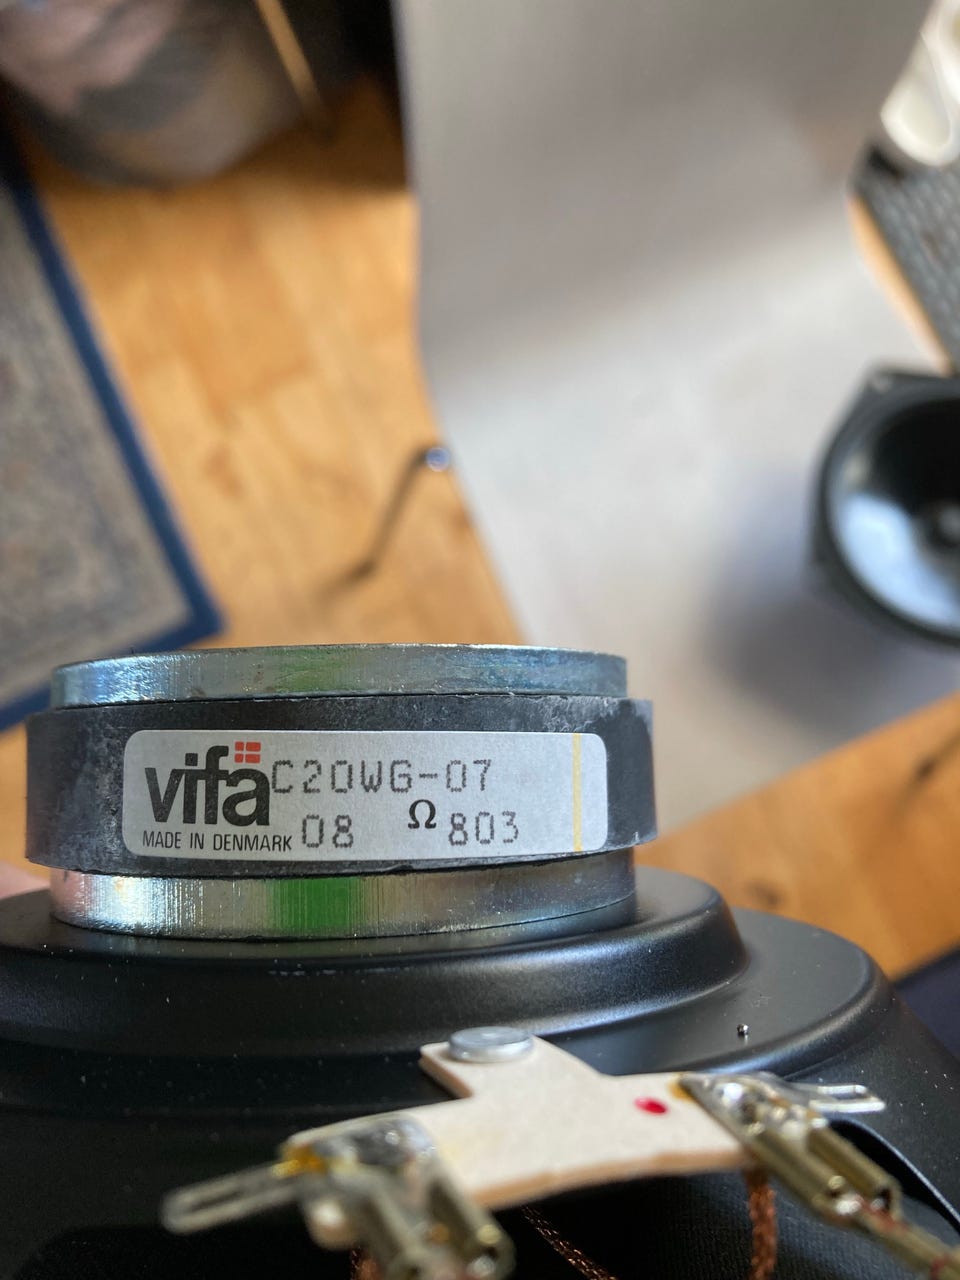 vifa C20WG-07
MADE IN DENMARK 08 Ω 803